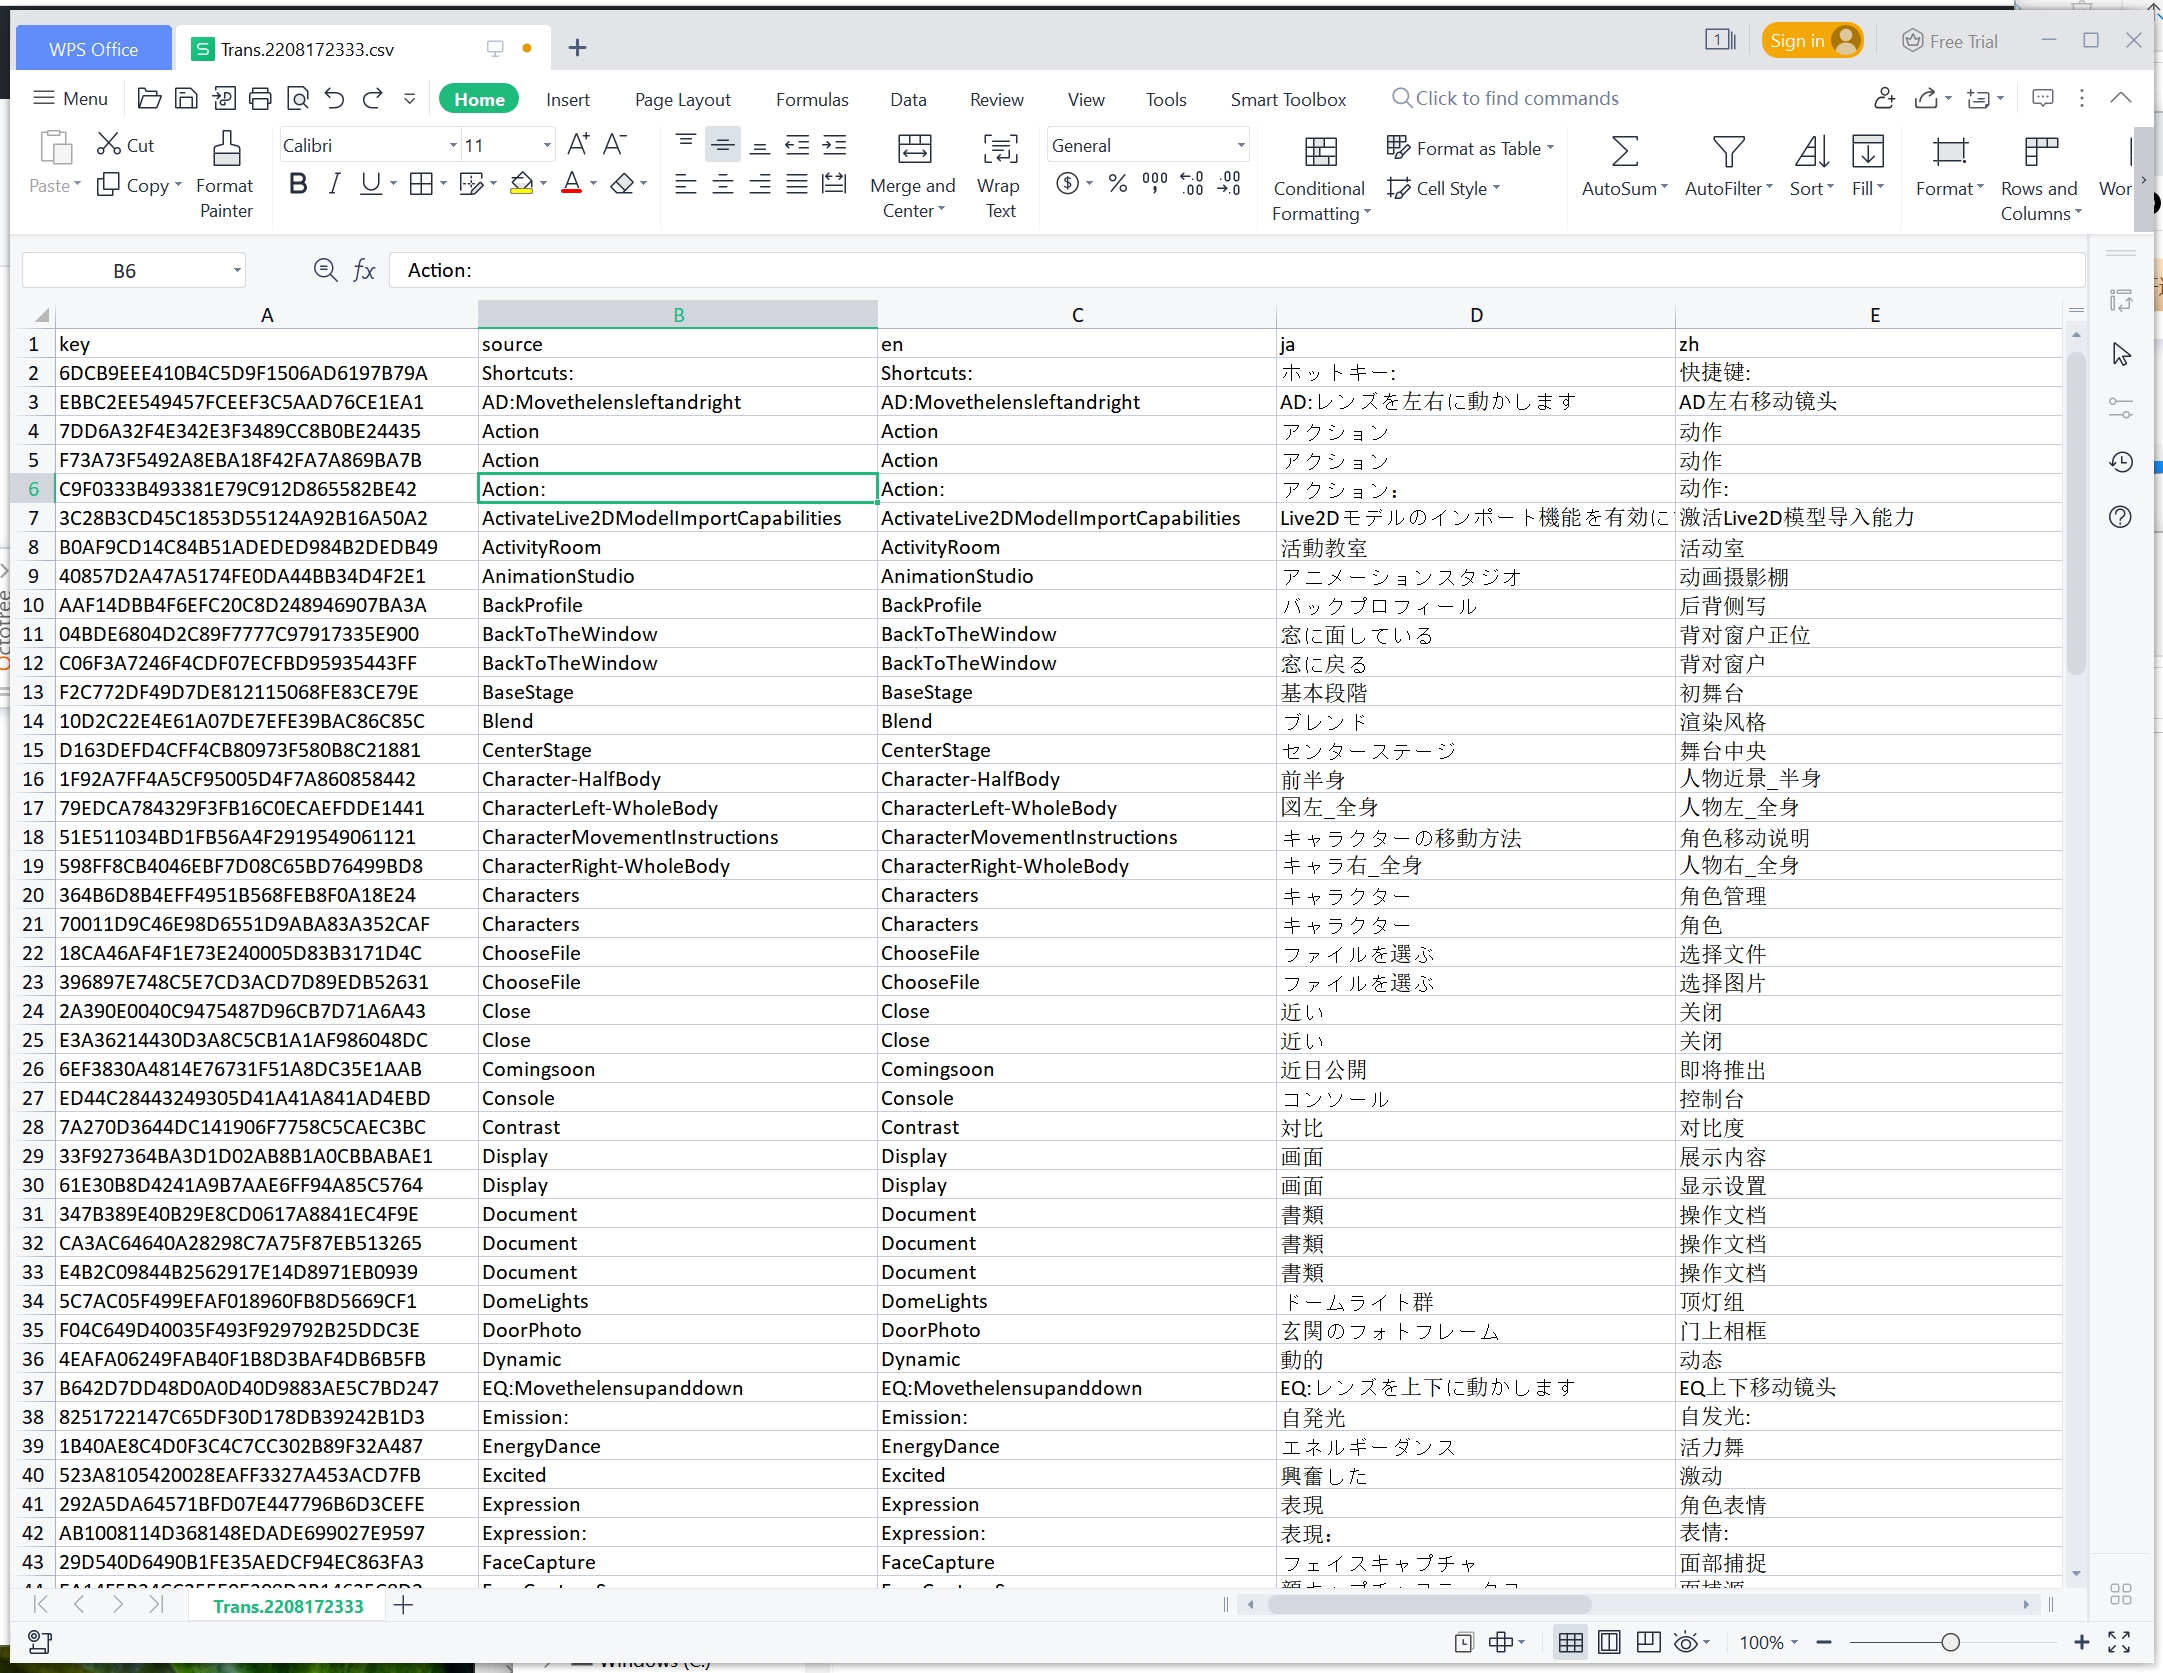 WPS Office
Trans.2208172333.csv
Sign in
Free Trial
Menu
Home
Insert
Page Layout
Formulas
Data
Review
View
Tools
Smart Toolbox
Click to find commands
Paste
Cut
Copy
Format Painter
Calibri
11
Merge and Center
Wrap Text
General
Conditional Formatting
Format as Table
Cell Style
AutoSum
AutoFilter
Sort
Fill
Format
Rows and Columns
B6
Action:
A B C D E
1 key source en ja zh
2 6DCB9EEE410B4C5D9F1506AD6197B79A Shortcuts: Shortcuts: ホットキー: 快捷键:
3 EBBC2EE549457FCEEF3C5AAD76CE1EA1 AD:Movethelensleftandright AD:Movethelensleftandright AD:レンズを左右に動かします AD左右移动镜头
4 7DD6A32F4E342E3F3489CC8B0BE24435 Action Action アクション 动作
5 F73A73F5492A8EBA18F42FA7A869BA7B Action Action アクション 动作
6 C9F0333B493381E79C912D865582BE42 Action: Action: アクション： 动作:
7 3C28B3CD45C1853D55124A92B16A50A2 ActivateLive2DModelImportCapabilities ActivateLive2DModelImportCapabilities Live2Dモデルのインポート機能を有効に 激活Live2D模型导入能力
8 B0AF9CD14C84B51ADEDED984B2DEDB49 ActivityRoom ActivityRoom 活動教室 活动室
9 40857D2A47A5174FE0DA44BB34D4F2E1 AnimationStudio AnimationStudio アニメーションスタジオ 动画摄影棚
10 AAF14DBB4F6EFC20C8D248946907BA3A BackProfile BackProfile バックプロフィール 后背侧写
11 04BDE6804D2C89F7777C97917335E900 BackToTheWindow BackToTheWindow 窓に面している 背对窗户正位
12 C06F3A7246F4CDF07ECFBD95935443FF BackToTheWindow BackToTheWindow 窓に戻る 背对窗户
13 F2C772DF49D7DE812115068FE83CE79E BaseStage BaseStage 基本段階 初舞台
14 10D2C22E4E61A07DE7EFE39BAC86C85C Blend Blend ブレンド 渲染风格
15 D163DEFD4CFF4CB80973F580B8C21881 CenterStage CenterStage センターステージ 舞台中央
16 1F92A7FF4A5CF95005D4F7A860858442 Character-HalfBody Character-HalfBody 前半身 人物近景_半身
17 79EDCA784329F3FB16C0ECAEFDDE1441 CharacterLeft-WholeBody CharacterLeft-WholeBody 図左_全身 人物左_全身
18 51E511034BD1FB56A4F2919549061121 CharacterMovementInstructions CharacterMovementInstructions キャラクターの移動方法 角色移动说明
19 598FF8CB4046EBF7D08C65BD76499BD8 CharacterRight-WholeBody CharacterRight-WholeBody キャラ右_全身 人物右_全身
20 364B6D8B4EFF4951B568FEB8F0A18E24 Characters Characters キャラクター 角色管理
21 70011D9C46E98D6551D9ABA83A352CAF Characters Characters キャラクター 角色
22 18CA46AF4F1E73E240005D83B3171D4C ChooseFile ChooseFile ファイルを選ぶ 选择文件
23 396897E748C5E7CD3ACD7D89EDB52631 ChooseFile ChooseFile ファイルを選ぶ 选择图片
24 2A390E0040C9475487D96CB7D71A6A43 Close Close 近い 关闭
25 E3A36214430D3A8C5CB1A1AF986048DC Close Close 近い 关闭
26 6EF3830A4814E76731F51A8DC35E1AAB Comingsoon Comingsoon 近日公開 即将推出
27 ED44C28443249305D41A41A841AD4EBD Console Console コンソール 控制台
28 7A270D3644DC141906F7758C5CAEC3BC Contrast Contrast 対比 对比度
29 33F927364BA3D1D02AB8B1A0CBBABAE1 Display Display 画面 展示内容
30 61E30B8D4241A9B7AAE6FF94A85C5764 Display Display 画面 显示设置
31 347B389E40B29E8CD0617A8841EC4F9E Document Document 書類 操作文档
32 CA3AC64640A28298C7A75F87EB513265 Document Document 書類 操作文档
33 E4B2C09844B2562917E14D8971EB0939 Document Document 書類 操作文档
34 5C7AC05F499EFAF018960FB8D5669CF1 DomeLights DomeLights ドームライト群 顶灯组
35 F04C649D40035F493F929792B25DDC3E DoorPhoto DoorPhoto 玄関のフォトフレーム 门上相框
36 4EAFA06249FAB40F1B8D3BAF4DB6B5FB Dynamic Dynamic 動的 动态
37 B642D7DD48D0A0D40D9883AE5C7BD247 EQ:Movethelensupanddown EQ:Movethelensupanddown EQ:レンズを上下に動かします EQ上下移动镜头
38 8251722147C65DF30D178DB39242B1D3 Emission: Emission: 自発光 自发光:
39 1B40AE8C4D0F3C4C7CC302B89F32A487 EnergyDance EnergyDance エネルギーダンス 活力舞
40 523A8105420028EAFF3327A453ACD7FB Excited Excited 興奮した 激动
41 292A5DA64571BFD07E447796B6D3CEFE Expression Expression 表現 角色表情
42 AB1008114D368148EDADE699027E9597 Expression: Expression: 表現： 表情:
43 29D540D6490B1FE35AEDCF94EC863FA3 FaceCapture FaceCapture フェイスキャプチャ 面部捕捉
Trans.2208172333
100%